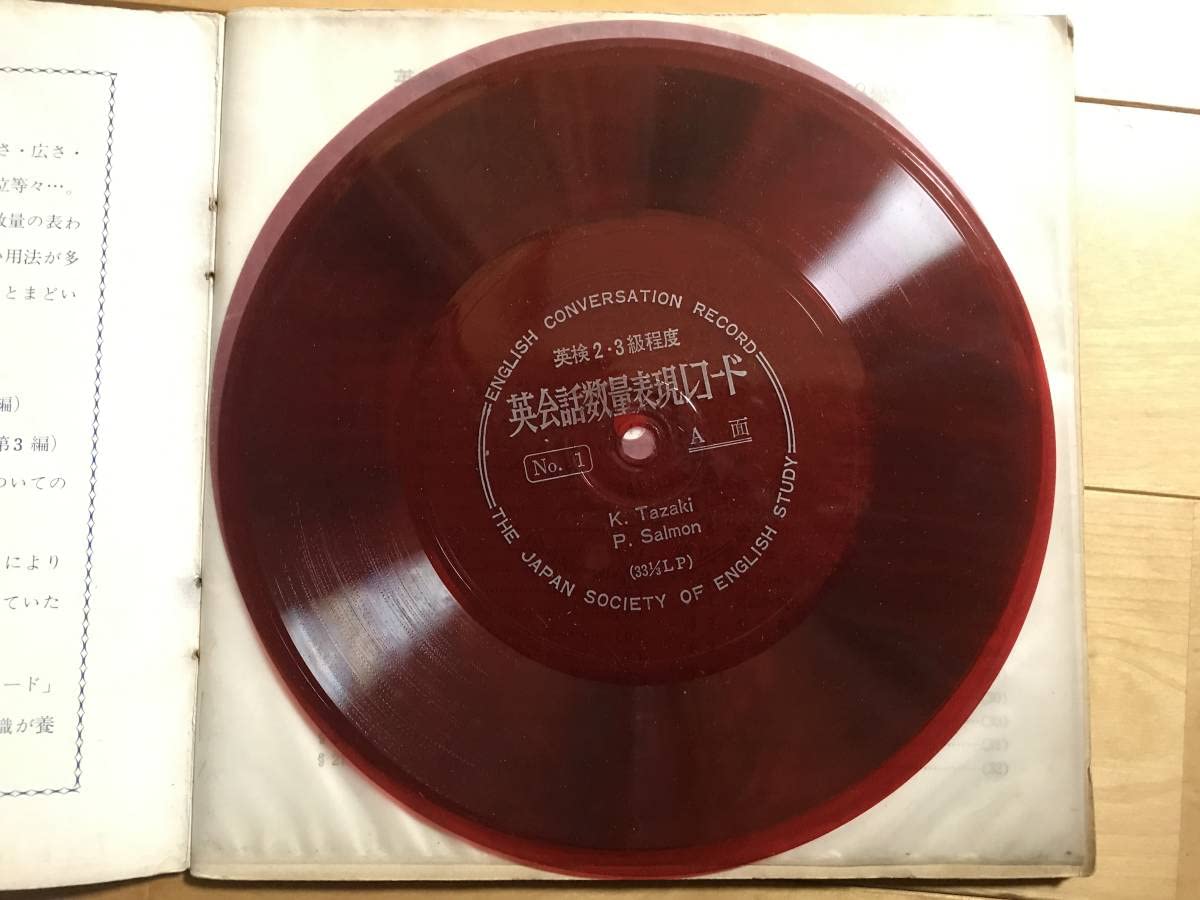 さ・広さ・
位等々…。
数量の表わ
い用法が多
とまどい
編）
第3編）
ついての
により
ていた
ード」
識が養
ENGLISH CONVERSATION RECORD
英検2・3級程度
英会話数量表現レコード
No. 1
A 面
K. Tazaki
P. Salmon
(33⅓LP)
THE JAPAN SOCIETY OF ENGLISH STUDY